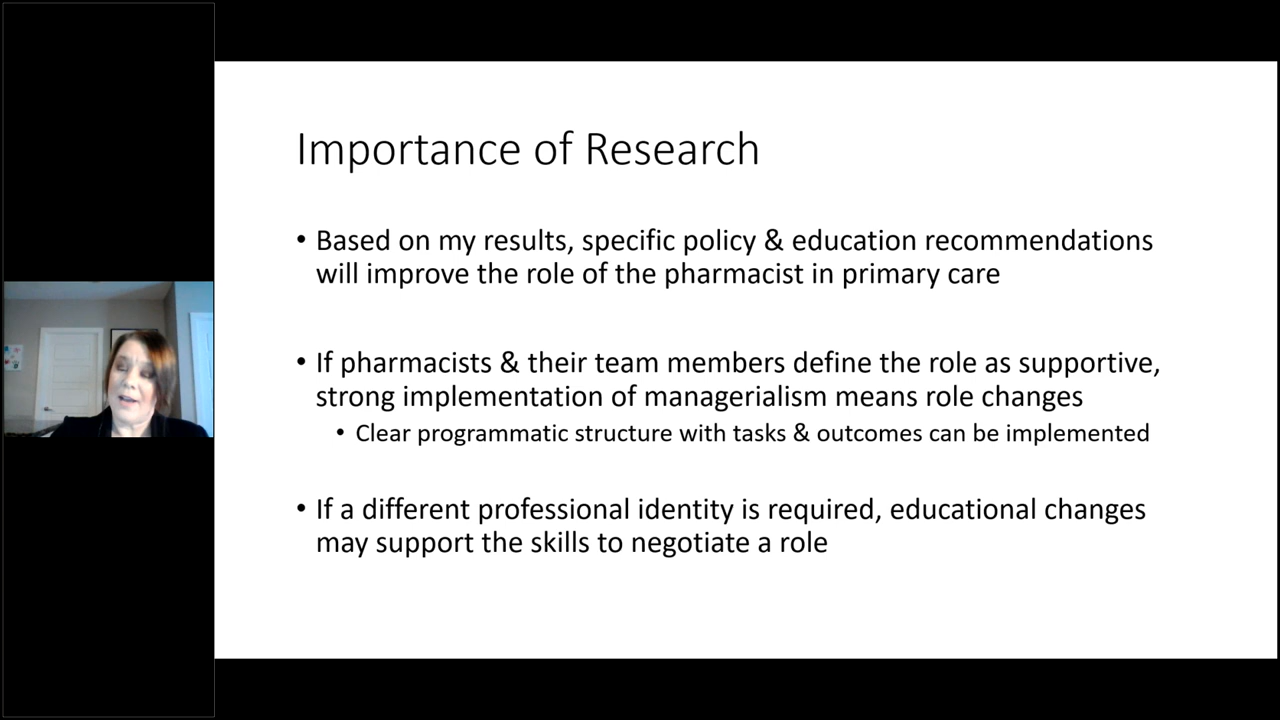 Importance of Research
• Based on my results, specific policy & education recommendations
will improve the role of the pharmacist in primary care
• If pharmacists & their team members define the role as supportive,
strong implementation of managerialism means role changes
• Clear programmatic structure with tasks & outcomes can be implemented
• If a different professional identity is required, educational changes
may support the skills to negotiate a role